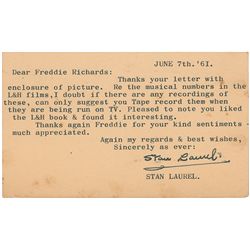 JUNE 7th.'61.
Dear Freddie Richards:
Thanks your letter with
enclosure of picture. Re the musical numbers in the
L&H films,I doubt if there are any recordings of
these, can only suggest you Tape record them when
they are being run on TV. Pleased to note you liked
the L&H book & found it interesting.
Thanks again Freddie for your kind sentiments
much appreciated.
Again my regards & best wishes,
Sincerely as ever:
Stan Laurel.
STAN LAUREL.